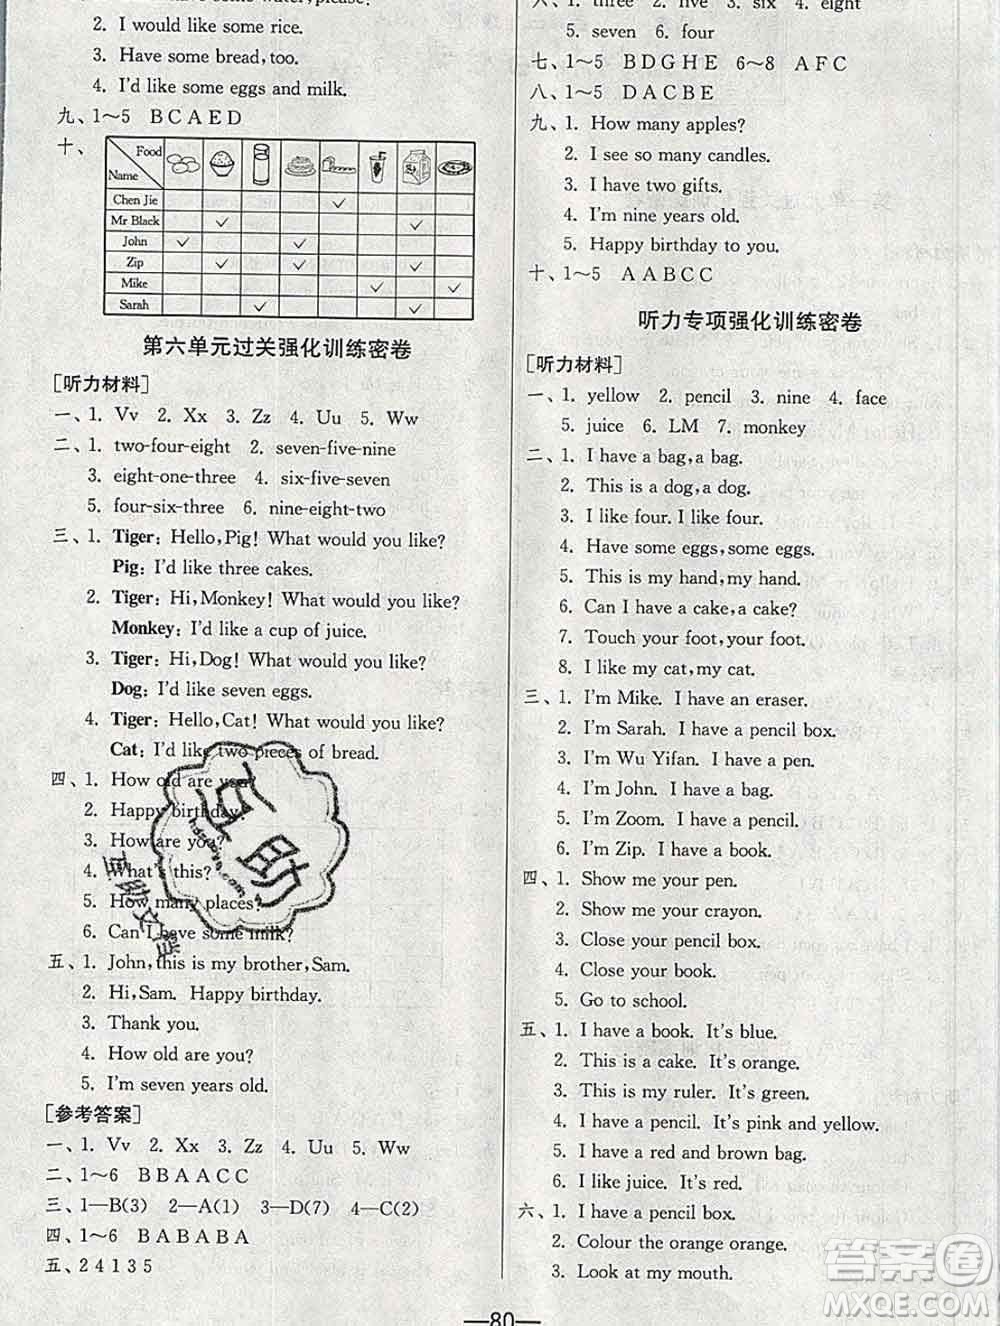 2. I would like some rice.
3. Have some bread, too.
4. I'd like some eggs and milk.
九、1~5 B C A E D
十、
Food
Name
Chen Jie ✓
Mr Black ✓ ✓
John ✓ ✓
Zip ✓ ✓ ✓
Mike ✓ ✓
Sarah ✓ ✓
第六单元过关强化训练密卷
[听力材料]
一、1. Vv 2. Xx 3. Zz 4. Uu 5. Ww
二、1. two-four-eight 2. seven-five-nine
3. eight-one-three 4. six-five-seven
5. four-six-three 6. nine-eight-two
三、1. Tiger: Hello, Pig! What would you like?
Pig: I'd like three cakes.
2. Tiger: Hi, Monkey! What would you like?
Monkey: I'd like a cup of juice.
3. Tiger: Hi, Dog! What would you like?
Dog: I'd like seven eggs.
4. Tiger: Hello, Cat! What would you like?
Cat: I'd like two pieces of bread.
四、1. How old are you?
2. Happy birthday!
3. How are you?
4. What's this?
5. How many places?
6. Can I have some milk?
五、1. John, this is my brother, Sam.
2. Hi, Sam. Happy birthday.
3. Thank you.
4. How old are you?
5. I'm seven years old.
[参考答案]
一、1. Vv 2. Xx 3. Zz 4. Uu 5. Ww
二、1~6 B B A A C C
三、1—B(3) 2—A(1) 3—D(7) 4—C(2)
四、1~6 B A B A B A
五、2 4 1 3 5
六、1. three 2. five 3. six 4. eight
5. seven 6. four
七、1~5 B D G H E 6~8 A F C
八、1~5 D A C B E
九、1. How many apples?
2. I see so many candles.
3. I have two gifts.
4. I'm nine years old.
5. Happy birthday to you.
十、1~5 A A B C C
听力专项强化训练密卷
[听力材料]
一、1. yellow 2. pencil 3. nine 4. face
5. juice 6. LM 7. monkey
二、1. I have a bag, a bag.
2. This is a dog, a dog.
3. I like four. I like four.
4. Have some eggs, some eggs.
5. This is my hand, my hand.
6. Can I have a cake, a cake?
7. Touch your foot, your foot.
8. I like my cat, my cat.
三、1. I'm Mike. I have an eraser.
2. I'm Sarah. I have a pencil box.
3. I'm Wu Yifan. I have a pencil.
4. I'm John. I have a bag.
5. I'm Zoom. I have a pen.
6. I'm Zip. I have a book.
四、1. Show me your pen.
2. Show me your crayon.
3. Close your pencil box.
4. Close your book.
5. Go to school.
五、1. I have a book. It's blue.
2. This is a cake. It's orange.
3. This is my ruler. It's green.
4. I have a pencil. It's pink and yellow.
5. I have a red and brown bag.
6. I like juice. It's red.
六、1. I have a pencil box.
2. Colour the orange orange.
3. Look at my mouth.
—80—
答案圈
MXQE.COM